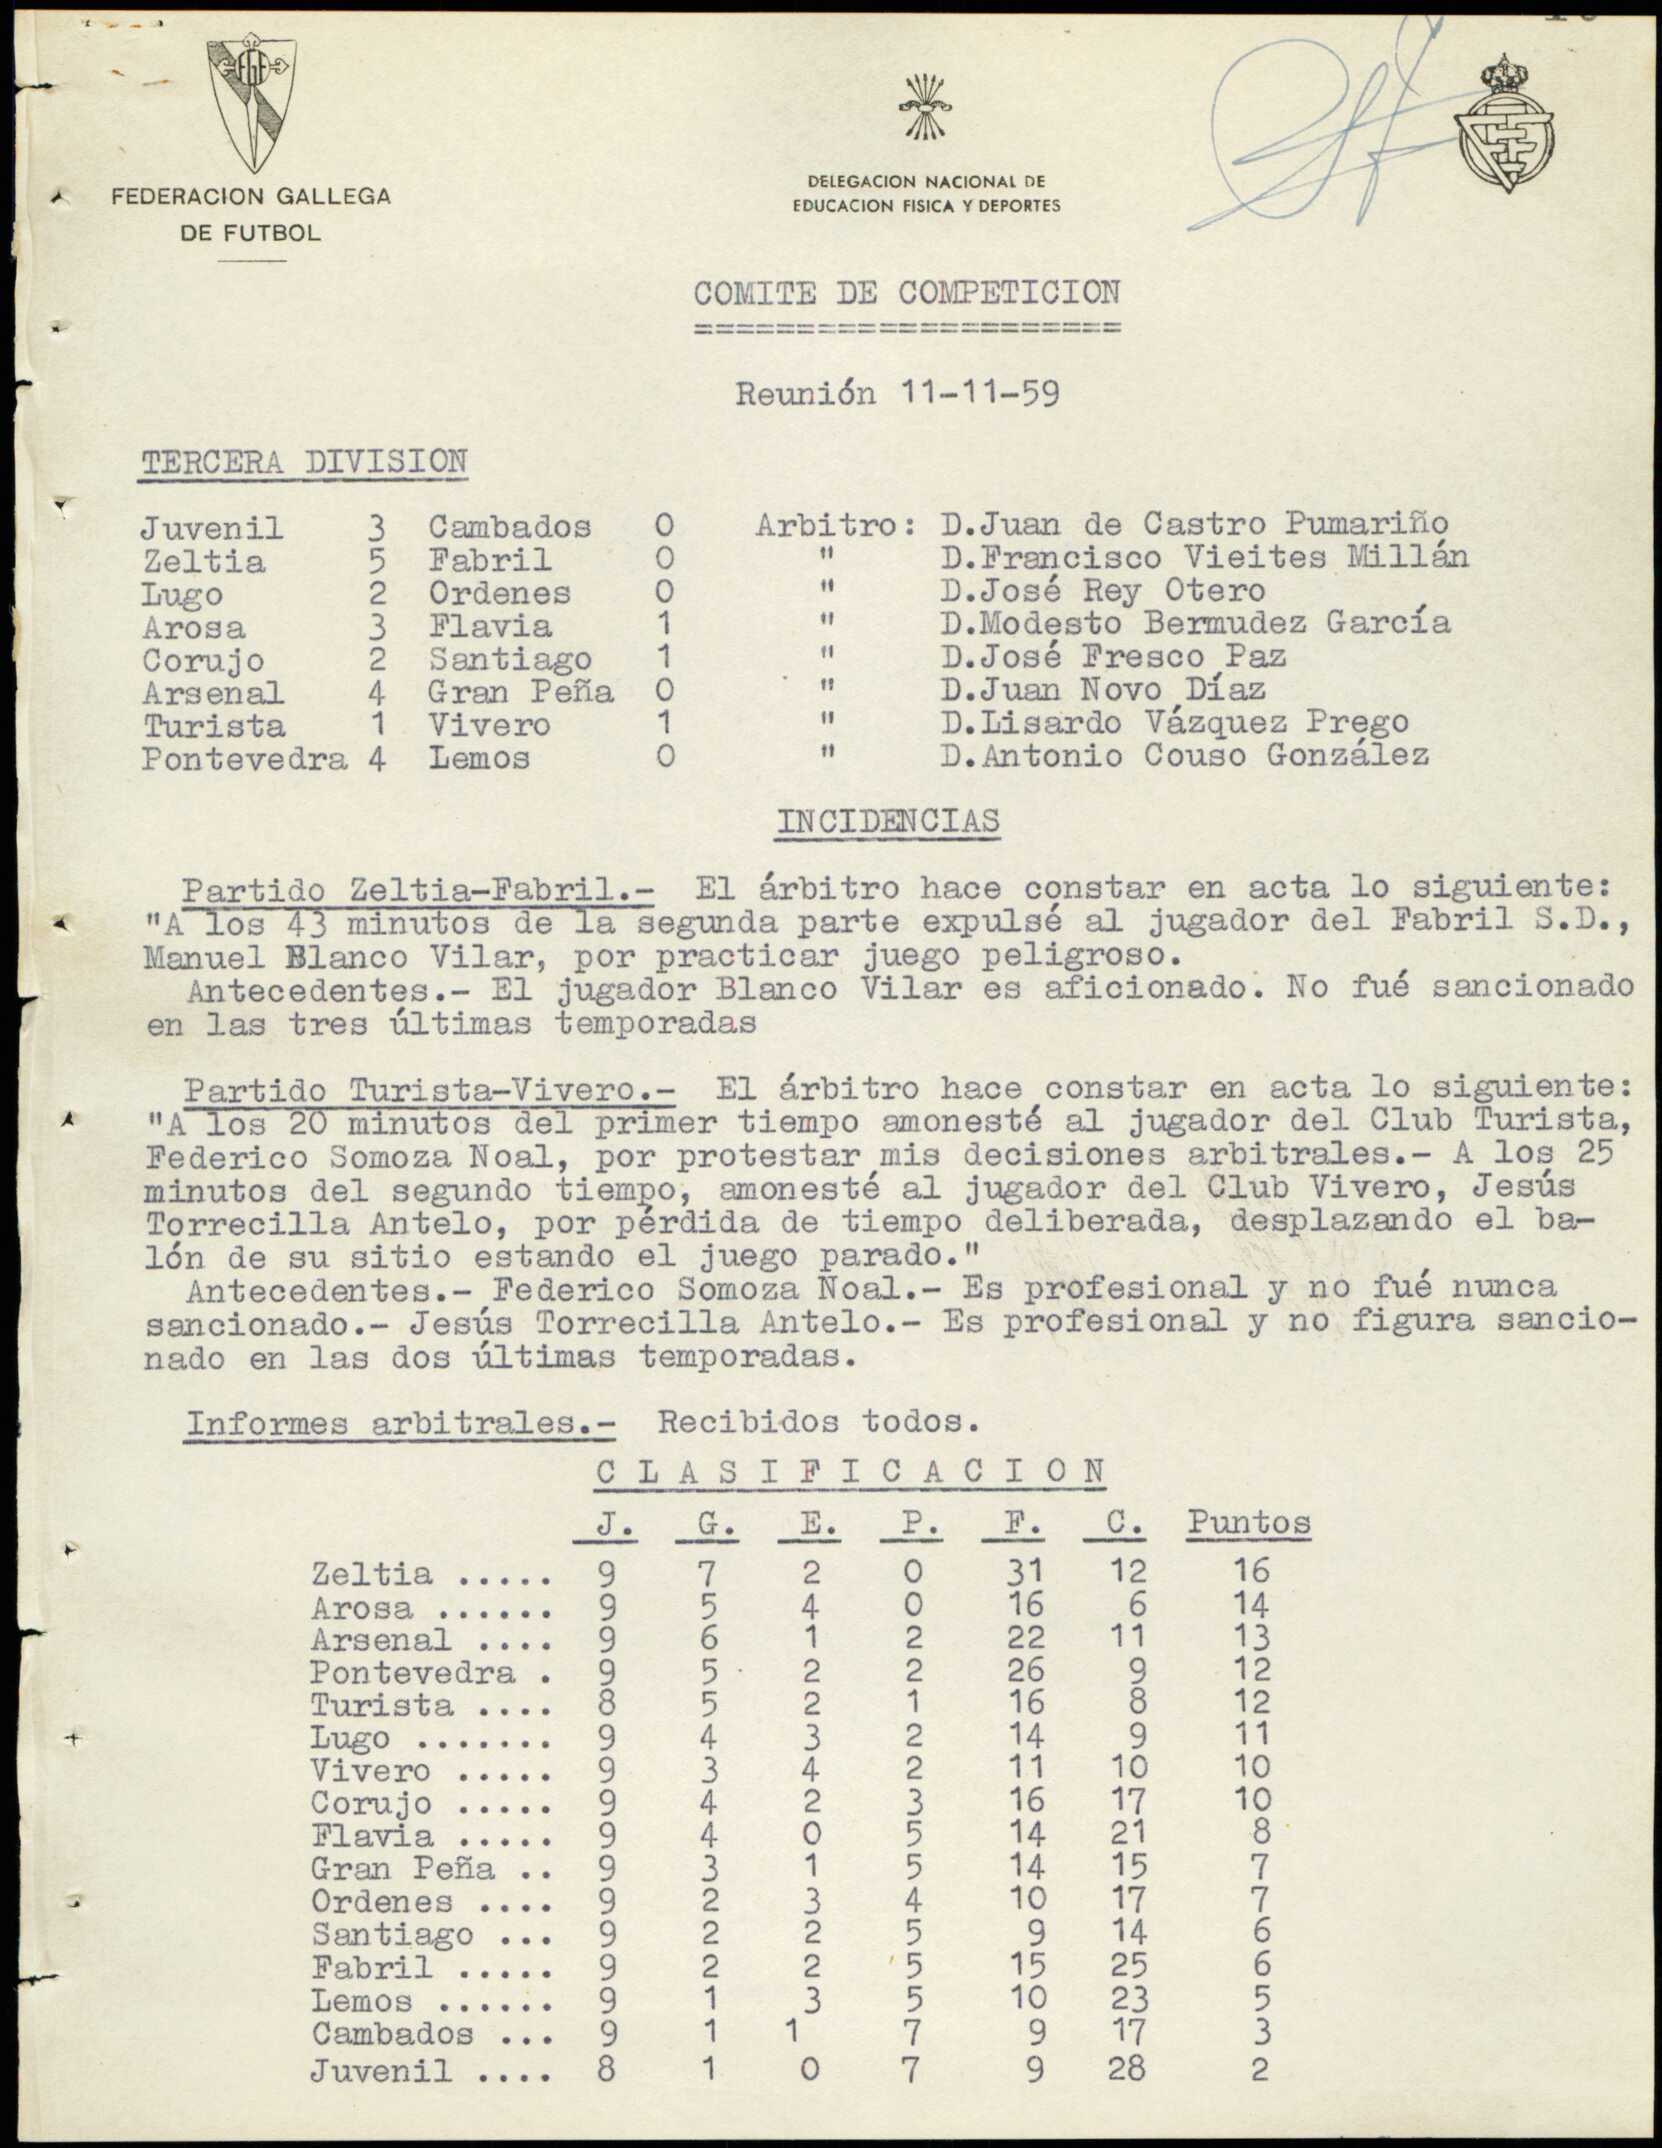 FEDERACION GALLEGA
DE FUTBOL
DELEGACION NACIONAL DE
EDUCACION FISICA Y DEPORTES
COMITE DE COMPETICION
=====================
Reunión 11-11-59
TERCERA DIVISION
Juvenil 3 Cambados 0 Arbitro: D.Juan de Castro Pumariño
Zeltia 5 Fabril 0 " D.Francisco Vieites Millán
Lugo 2 Ordenes 0 " D.José Rey Otero
Arosa 3 Flavia 1 " D.Modesto Bermudez García
Corujo 2 Santiago 1 " D.José Fresco Paz
Arsenal 4 Gran Peña 0 " D.Juan Novo Díaz
Turista 1 Vivero 1 " D.Lisardo Vázquez Prego
Pontevedra 4 Lemos 0 " D.Antonio Couso González
INCIDENCIAS
Partido Zeltia-Fabril.- El árbitro hace constar en acta lo siguiente:
"A los 43 minutos de la segunda parte expulsé al jugador del Fabril S.D.,
Manuel Blanco Vilar, por practicar juego peligroso.
Antecedentes.- El jugador Blanco Vilar es aficionado. No fué sancionado
en las tres últimas temporadas
Partido Turista-Vivero.- El árbitro hace constar en acta lo siguiente:
"A los 20 minutos del primer tiempo amonesté al jugador del Club Turista,
Federico Somoza Noal, por protestar mis decisiones arbitrales.- A los 25
minutos del segundo tiempo, amonesté al jugador del Club Vivero, Jesús
Torrecilla Antelo, por pérdida de tiempo deliberada, desplazando el ba-
lón de su sitio estando el juego parado."
Antecedentes.- Federico Somoza Noal.- Es profesional y no fué nunca
sancionado.- Jesús Torrecilla Antelo.- Es profesional y no figura sancio-
nado en las dos últimas temporadas.
Informes arbitrales.- Recibidos todos.
C L A S I F I C A C I O N
J. G. E. P. F. C. Puntos
Zeltia ..... 9 7 2 0 31 12 16
Arosa ...... 9 5 4 0 16 6 14
Arsenal .... 9 6 1 2 22 11 13
Pontevedra . 9 5 2 2 26 9 12
Turista .... 8 5 2 1 16 8 12
Lugo ....... 9 4 3 2 14 9 11
Vivero ..... 9 3 4 2 11 10 10
Corujo ..... 9 4 2 3 16 17 10
Flavia ..... 9 4 0 5 14 21 8
Gran Peña .. 9 3 1 5 14 15 7
Ordenes .... 9 2 3 4 10 17 7
Santiago ... 9 2 2 5 9 14 6
Fabril ..... 9 2 2 5 15 25 6
Lemos ...... 9 1 3 5 10 23 5
Cambados ... 9 1 1 7 9 17 3
Juvenil .... 8 1 0 7 9 28 2